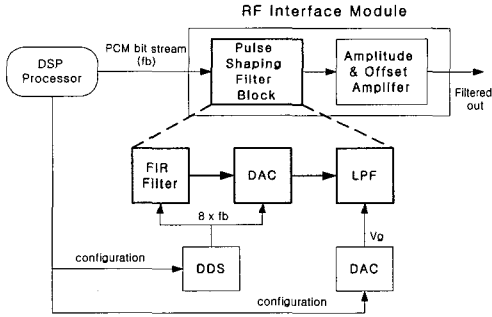 RF Interface Module
DSP
Processor
PCM bit stream
(fb)
Pulse
Shaping
Filter
Block
Amplitude
& Offset
Amplifer
Filtered
out
FIR
Filter
DAC
LPF
8 x fb
Vg
configuration
DDS
DAC
configuration